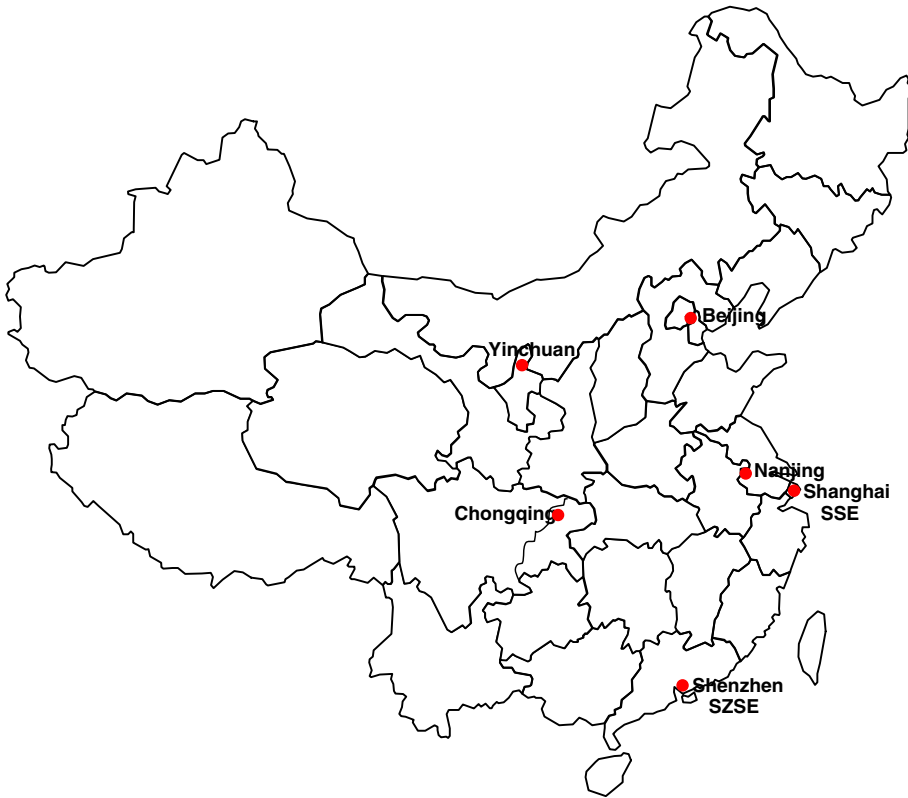 Beijing
Yinchuan
Nanjing
Shanghai
SSE
Chongqing
Shenzhen
SZSE